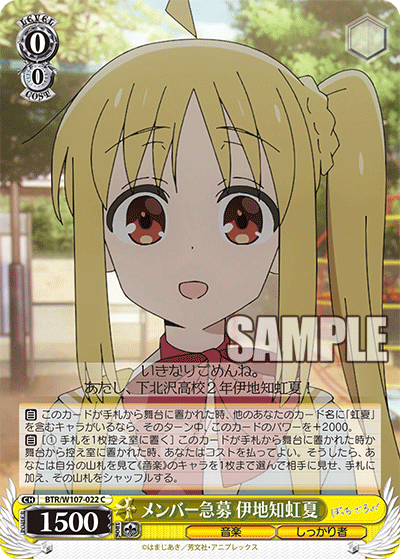 LEVEL
0
0
COST
SAMPLE
いきなりごめんね。
あたし、下北沢高校2年伊地知虹夏!
自 このカードが手札から舞台に置かれた時、他のあなたのカード名に「虹夏」
を含むキャラがいるなら、そのターン中、このカードのパワーを+2000。
自 [① 手札を1枚控え室に置く] このカードが手札から舞台に置かれた時か
舞台から控え室に置かれた時、あなたはコストを払ってよい。そうしたら、あな
たは自分の山札を見て《音楽》のキャラを1枚まで選んで相手に見せ、手札に
加え、その山札をシャッフルする。
CH BTR/W107-022 C
POWER
1500
SOUL
メンバー急募 伊地知虹夏
ぼっち・ざ・ろっく!
音楽
しっかり者
©はまじあき/芳文社・アニプレックス